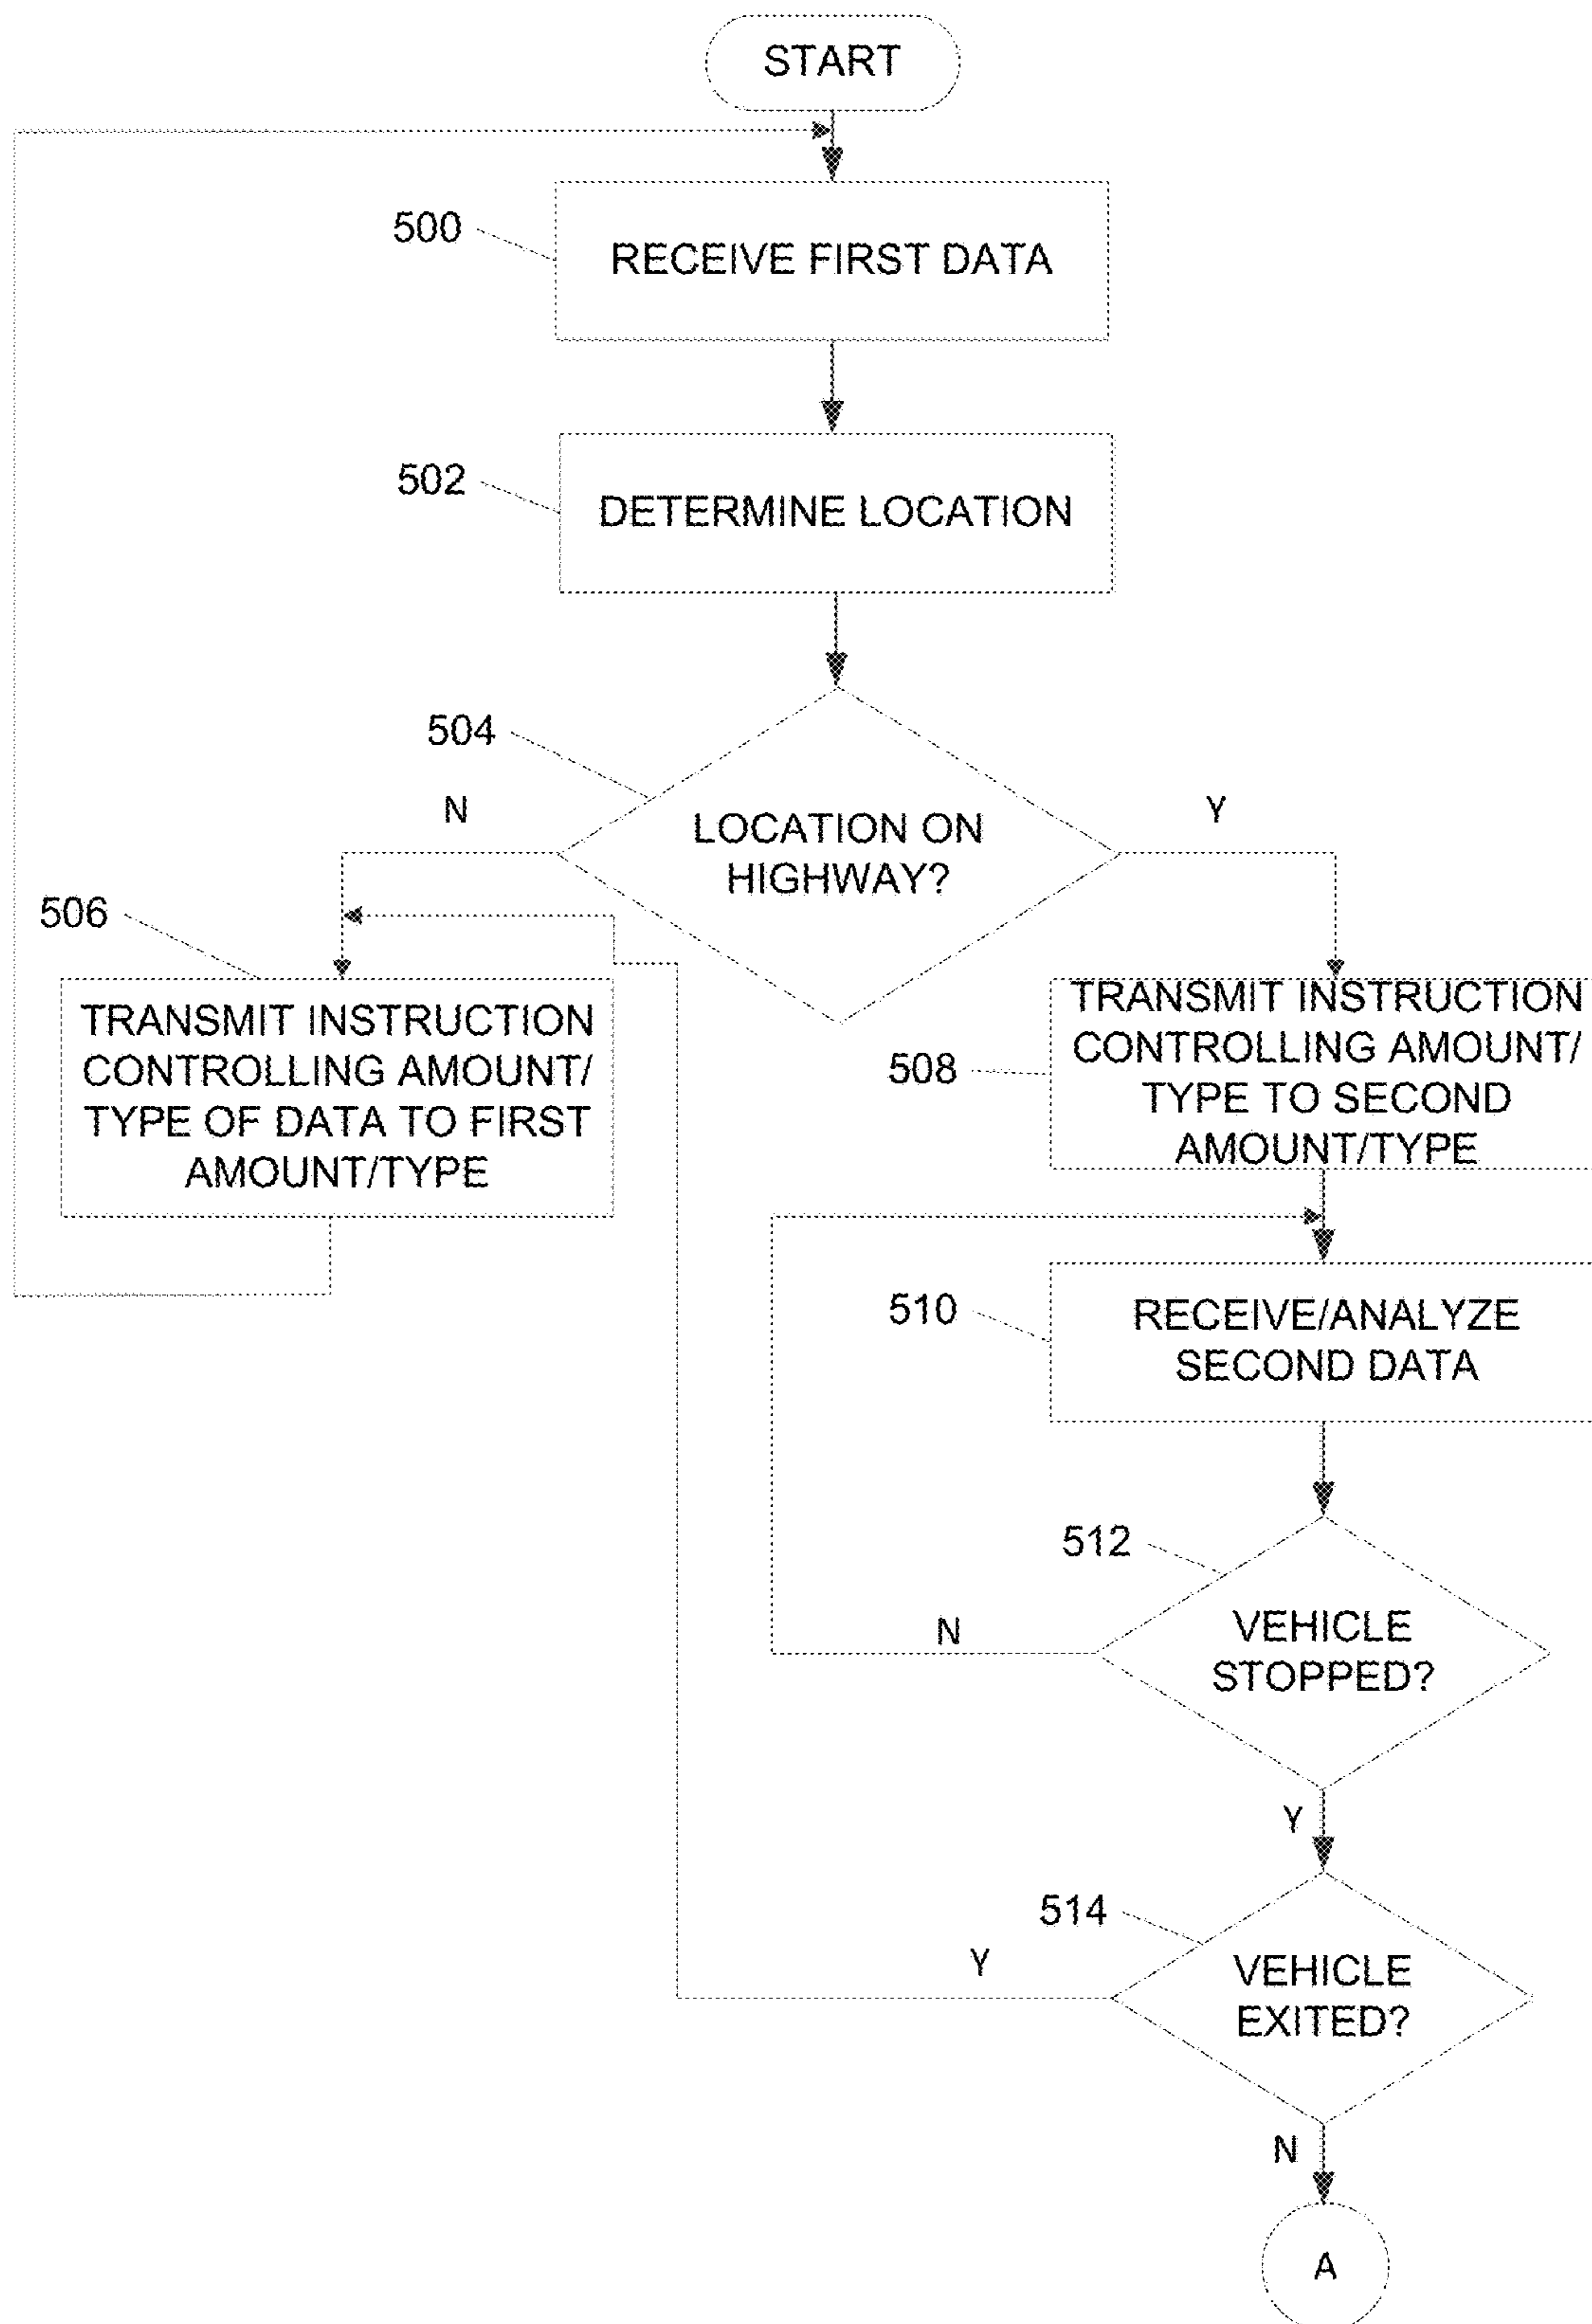 START
500
RECEIVE FIRST DATA
502
DETERMINE LOCATION
504
N
Y
LOCATION ON
HIGHWAY?
506
TRANSMIT INSTRUCTION
CONTROLLING AMOUNT/
TYPE OF DATA TO FIRST
AMOUNT/TYPE
508
TRANSMIT INSTRUCTION
CONTROLLING AMOUNT/
TYPE TO SECOND
AMOUNT/TYPE
510
RECEIVE/ANALYZE
SECOND DATA
512
N
VEHICLE
STOPPED?
Y
514
Y
VEHICLE
EXITED?
N
A